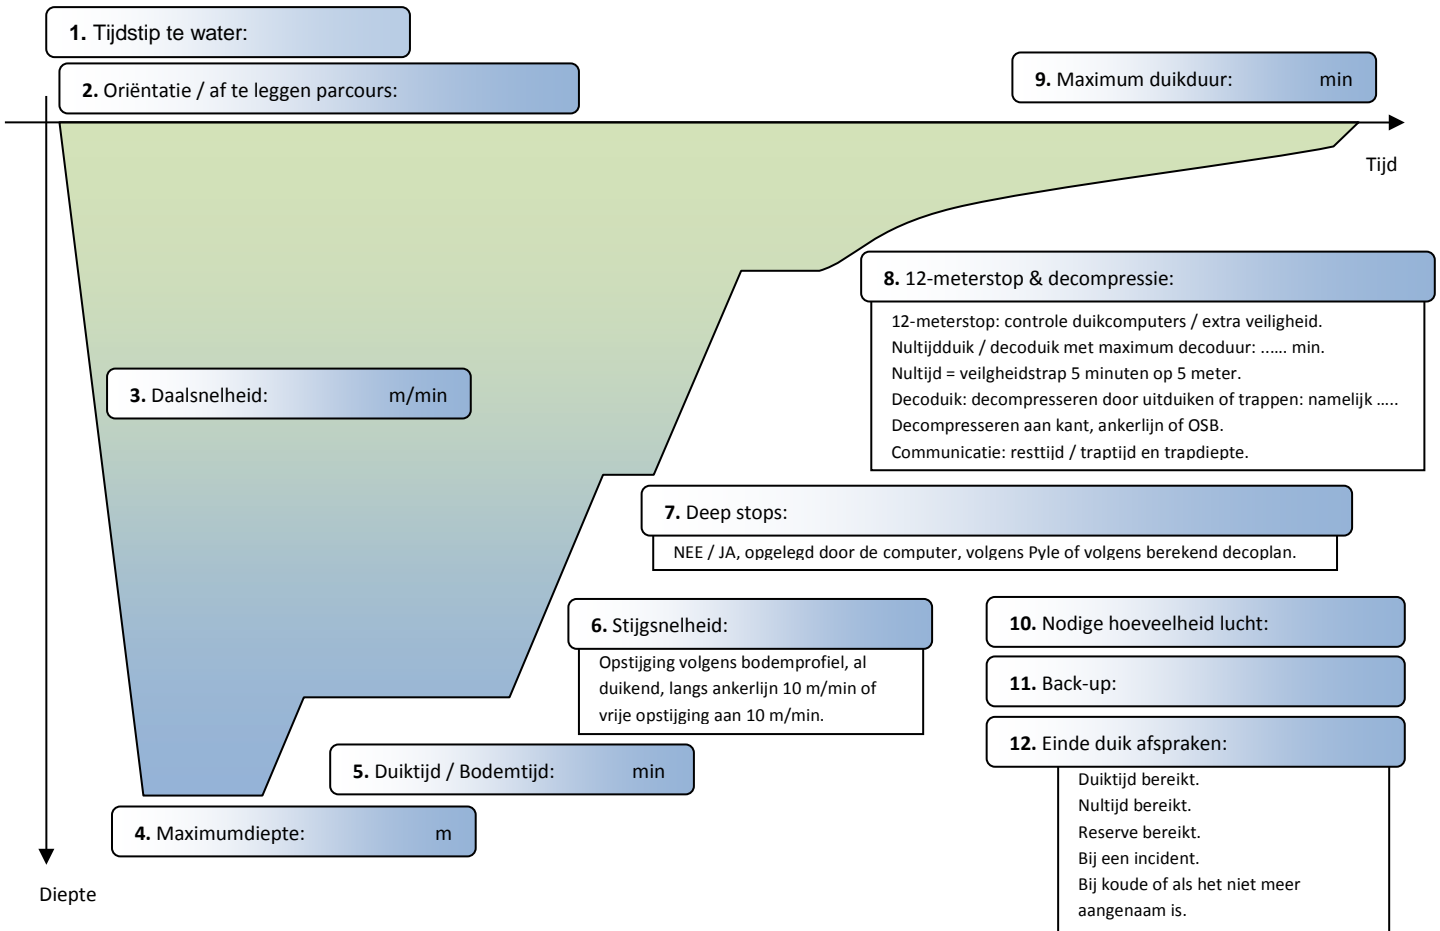 1. Tijdstip te water:
2. Oriëntatie / af te leggen parcours:
9. Maximum duikduur: min
Tijd
8. 12-meterstop & decompressie:
12-meterstop: controle duikcomputers / extra veiligheid.
Nultijdduik / decoduik met maximum decoduur: …... min.
Nultijd = veilgheidstrap 5 minuten op 5 meter.
Decoduik: decompresseren door uitduiken of trappen: namelijk …..
Decompresseren aan kant, ankerlijn of OSB.
Communicatie: resttijd / traptijd en trapdiepte.
3. Daalsnelheid: m/min
7. Deep stops:
NEE / JA, opgelegd door de computer, volgens Pyle of volgens berekend decoplan.
6. Stijgsnelheid:
Opstijging volgens bodemprofiel, al
duikend, langs ankerlijn 10 m/min of
vrije opstijging aan 10 m/min.
5. Duiktijd / Bodemtijd: min
4. Maximumdiepte: m
Diepte
10. Nodige hoeveelheid lucht:
11. Back-up:
12. Einde duik afspraken:
Duiktijd bereikt.
Nultijd bereikt.
Reserve bereikt.
Bij een incident.
Bij koude of als het niet meer
aangenaam is.